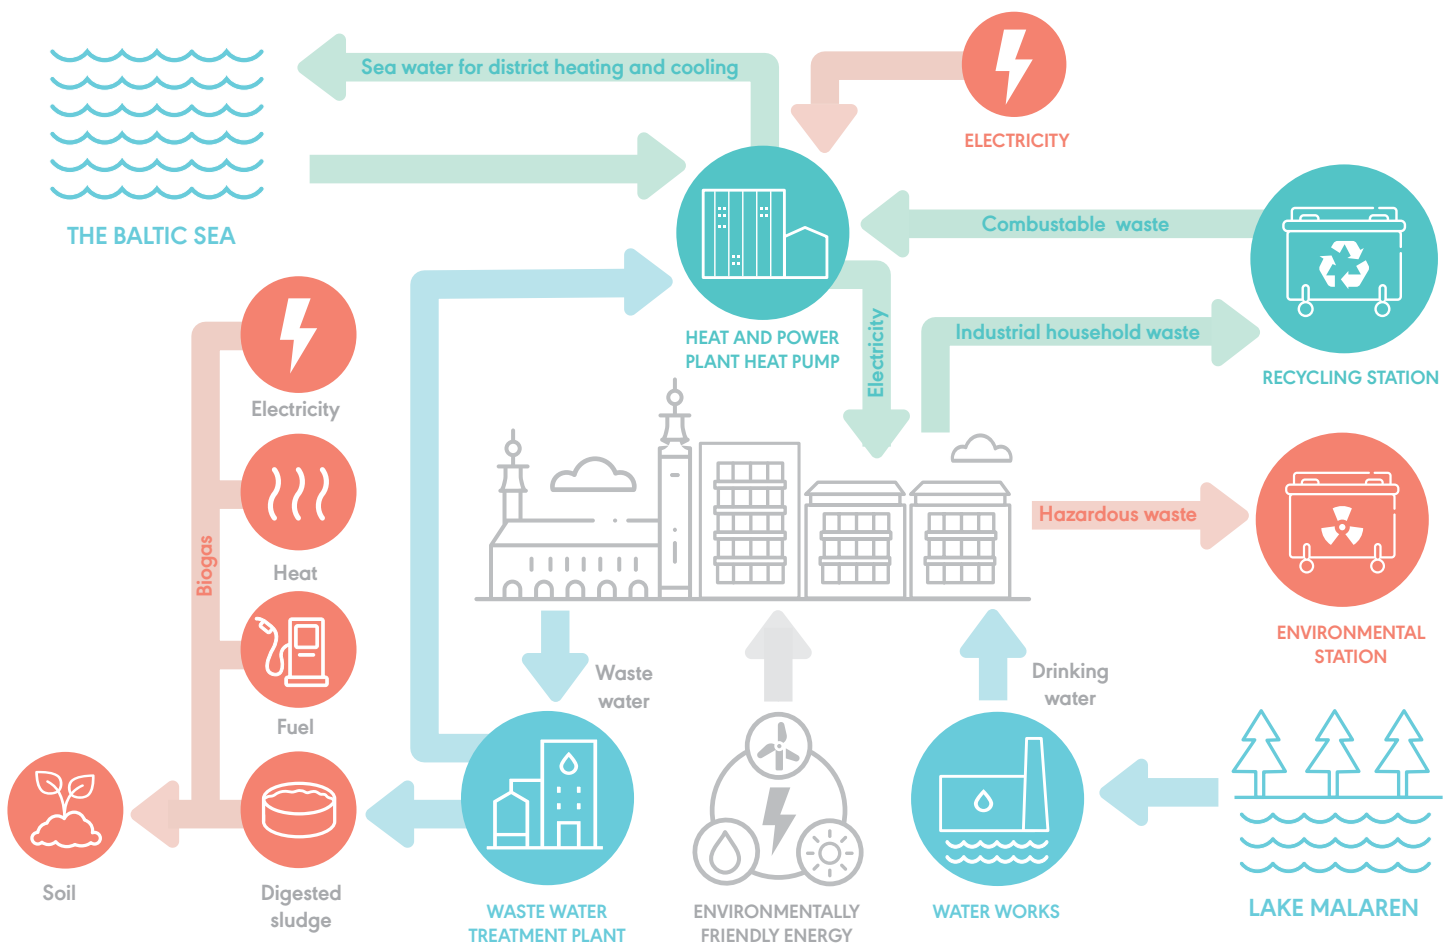 Sea water for district heating and cooling
ELECTRICITY
THE BALTIC SEA
Combustable waste
HEAT AND POWER
PLANT HEAT PUMP
Electricity
Industrial household waste
RECYCLING STATION
Electricity
Biogas
Heat
Hazardous waste
ENVIRONMENTAL
STATION
Fuel
Waste
water
Drinking
water
Soil
Digested
sludge
WASTE WATER
TREATMENT PLANT
ENVIRONMENTALLY
FRIENDLY ENERGY
WATER WORKS
LAKE MALAREN